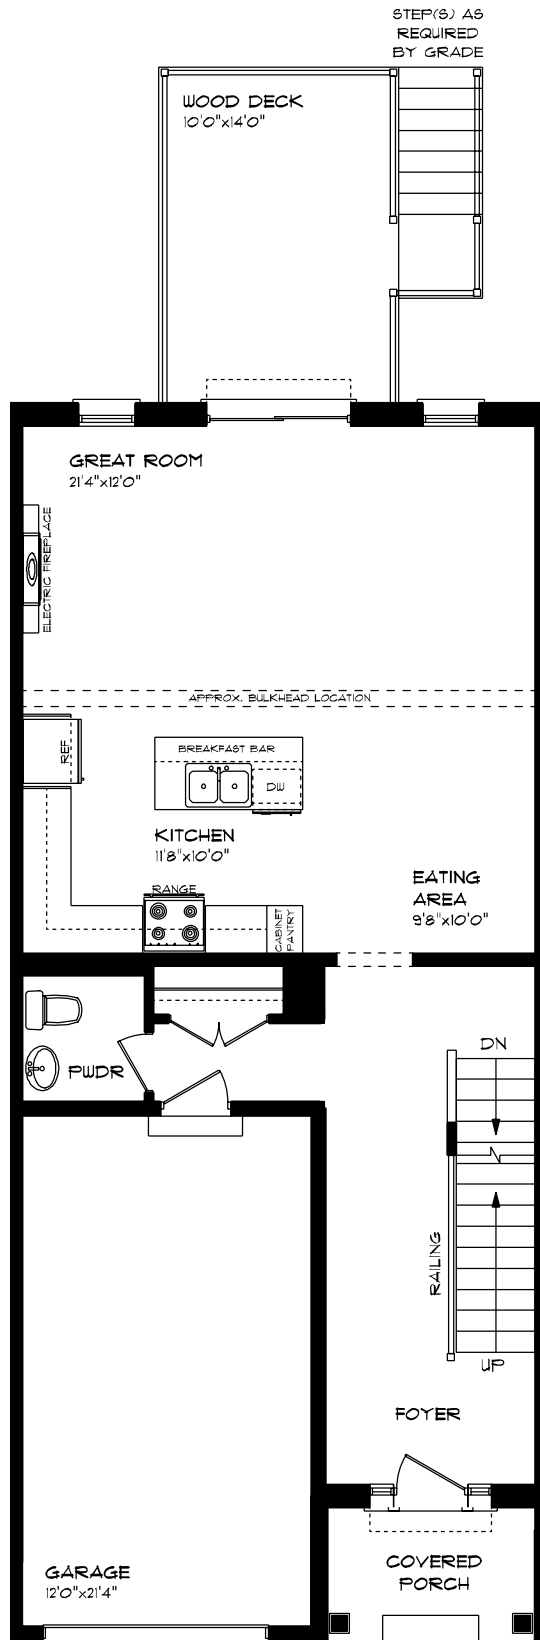 STEP(S) AS
REQUIRED
BY GRADE
WOOD DECK
10'0"x14'0"
GREAT ROOM
21'4"x12'0"
ELECTRIC FIREPLACE
APPROX. BULKHEAD LOCATION
REF
BREAKFAST BAR
DW
KITCHEN
11'8"x10'0"
EATING
AREA
9'8"x10'0"
RANGE
CABINET
PANTRY
PWDR
DN
RAILING
UP
FOYER
GARAGE
12'0"x21'4"
COVERED
PORCH